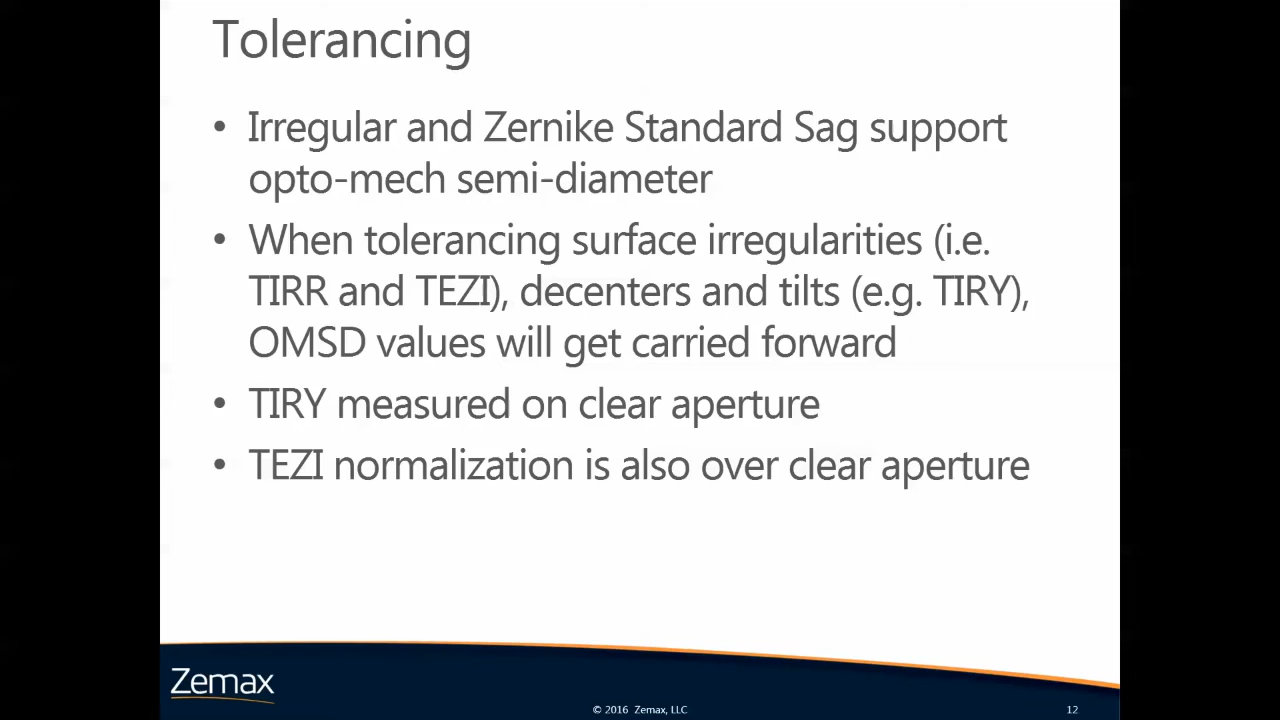 Tolerancing
• Irregular and Zernike Standard Sag support
opto-mech semi-diameter
• When tolerancing surface irregularities (i.e.
TIRR and TEZI), decenters and tilts (e.g. TIRY),
OMSD values will get carried forward
• TIRY measured on clear aperture
• TEZI normalization is also over clear aperture
Zemax
© 2016 Zemax, LLC
12